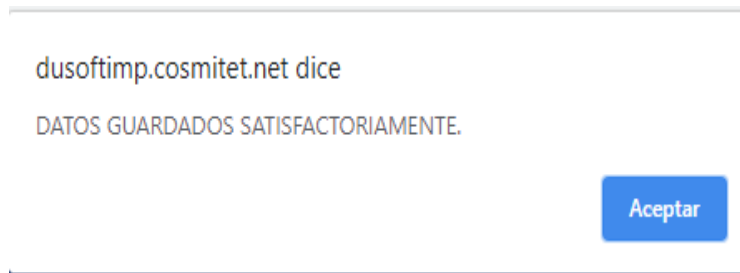 dusoftimp.cosmitet.net dice
DATOS GUARDADOS SATISFACTORIAMENTE.
Aceptar